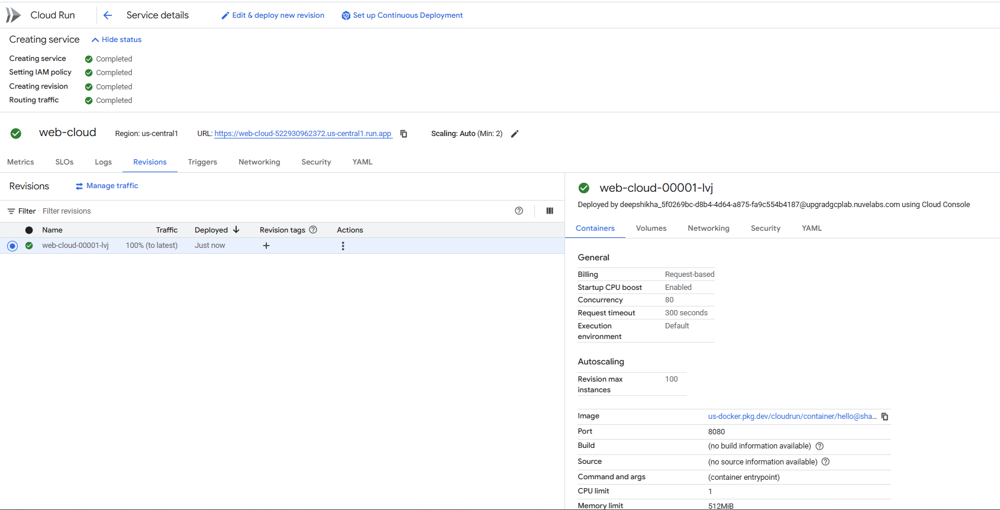 Cloud Run
Service details
Edit & deploy new revision
Set up Continuous Deployment
Creating service
Hide status
Creating service Completed
Setting IAM policy Completed
Creating revision Completed
Routing traffic Completed
web-cloud
Region: us-central1
URL: https://web-cloud-522930962372.us-central1.run.app
Scaling: Auto (Min: 2)
Metrics SLOs Logs Revisions Triggers Networking Security YAML
Revisions
Manage traffic
Filter Filter revisions
Name Traffic Deployed Revision tags Actions
web-cloud-00001-lvj 100% (to latest) Just now
web-cloud-00001-lvj
Deployed by deepshikha_5f0269bc-d8b4-4d64-a875-fa9c554b4187@upgradgcplab.nuvelabs.com using Cloud Console
Containers Volumes Networking Security YAML
General
Billing Request-based
Startup CPU boost Enabled
Concurrency 80
Request timeout 300 seconds
Execution Default
environment
Autoscaling
Revision max 100
instances
Image us-docker.pkg.dev/cloudrun/container/hello@sha...
Port 8080
Build (no build information available)
Source (no source information available)
Command and args (container entrypoint)
CPU limit 1
Memory limit 512MiB